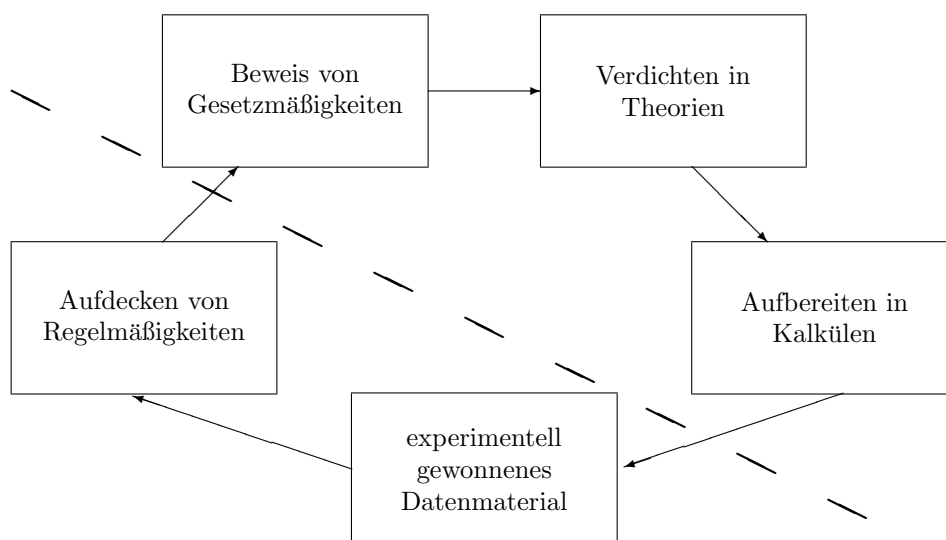 Beweis von
Gesetzmäßigkeiten
Verdichten in
Theorien
Aufdecken von
Regelmäßigkeiten
Aufbereiten in
Kalkülen
experimentell
gewonnenes
Datenmaterial